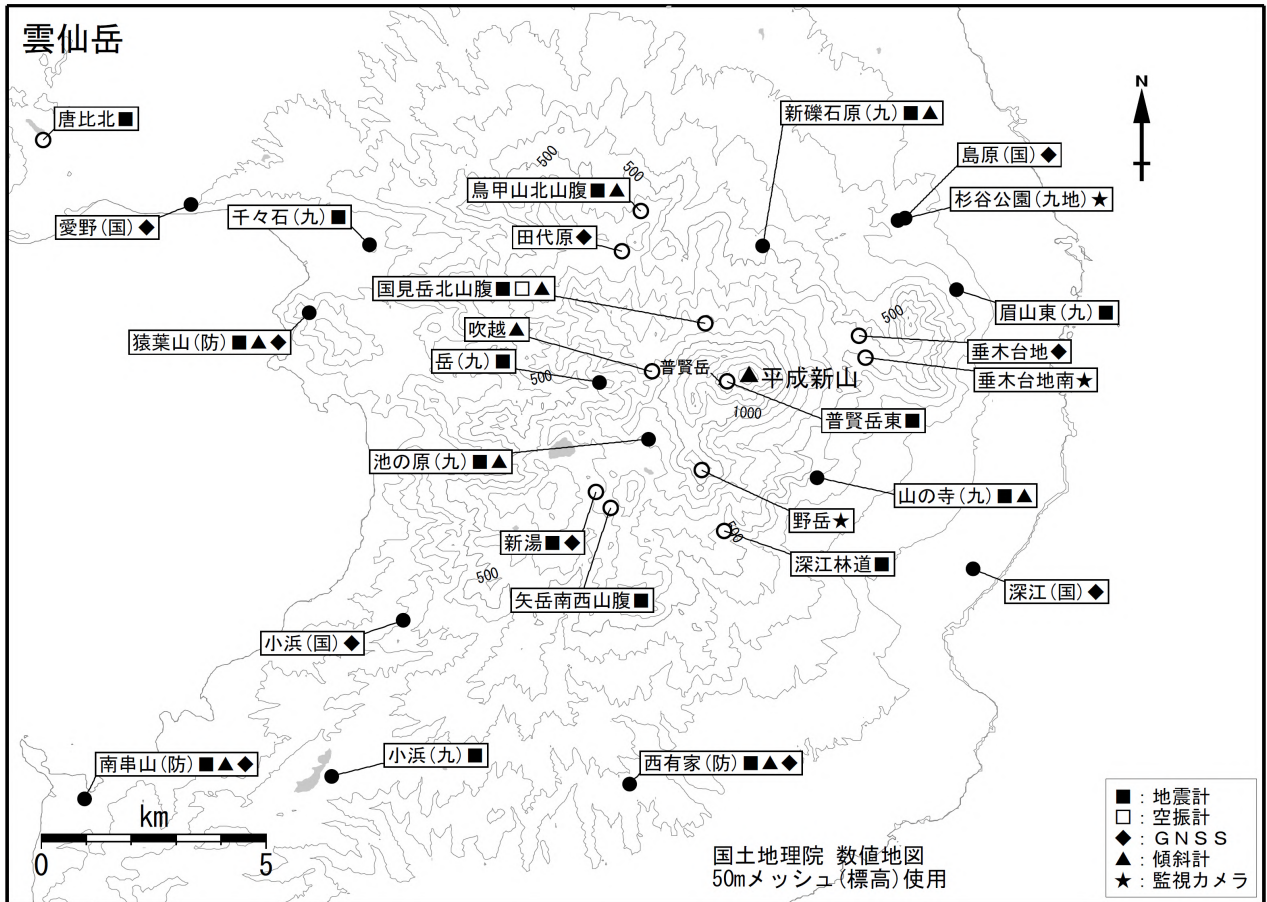 雲仙岳
N
唐比北■
新礫石原(九)■▲
島原(国)◆
500
500
鳥甲山北山腹■▲
杉谷公園(九地)★
愛野(国)◆
千々石(九)■
田代原◆
国見岳北山腹■□▲
500
眉山東(九)■
猿葉山(防)■▲◆
吹越▲
垂木台地◆
岳(九)■
500
普賢岳
▲平成新山
垂木台地南★
1000
普賢岳東■
池の原(九)■▲
山の寺(九)■▲
野岳★
500
新湯■◆
深江林道■
500
矢岳南西山腹■
深江(国)◆
小浜(国)◆
南串山(防)■▲◆
小浜(九)■
西有家(防)■▲◆
km
0
5
■:地震計
□:空振計
◆:GNSS
▲:傾斜計
★:監視カメラ
国土地理院 数値地図
50mメッシュ(標高)使用